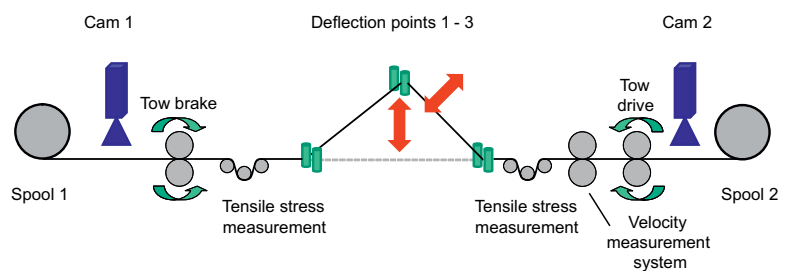 Cam 1
Deflection points 1 - 3
Cam 2
Tow brake
Tow
drive
Spool 1
Tensile stress
measurement
Tensile stress
measurement
Velocity
measurement
system
Spool 2